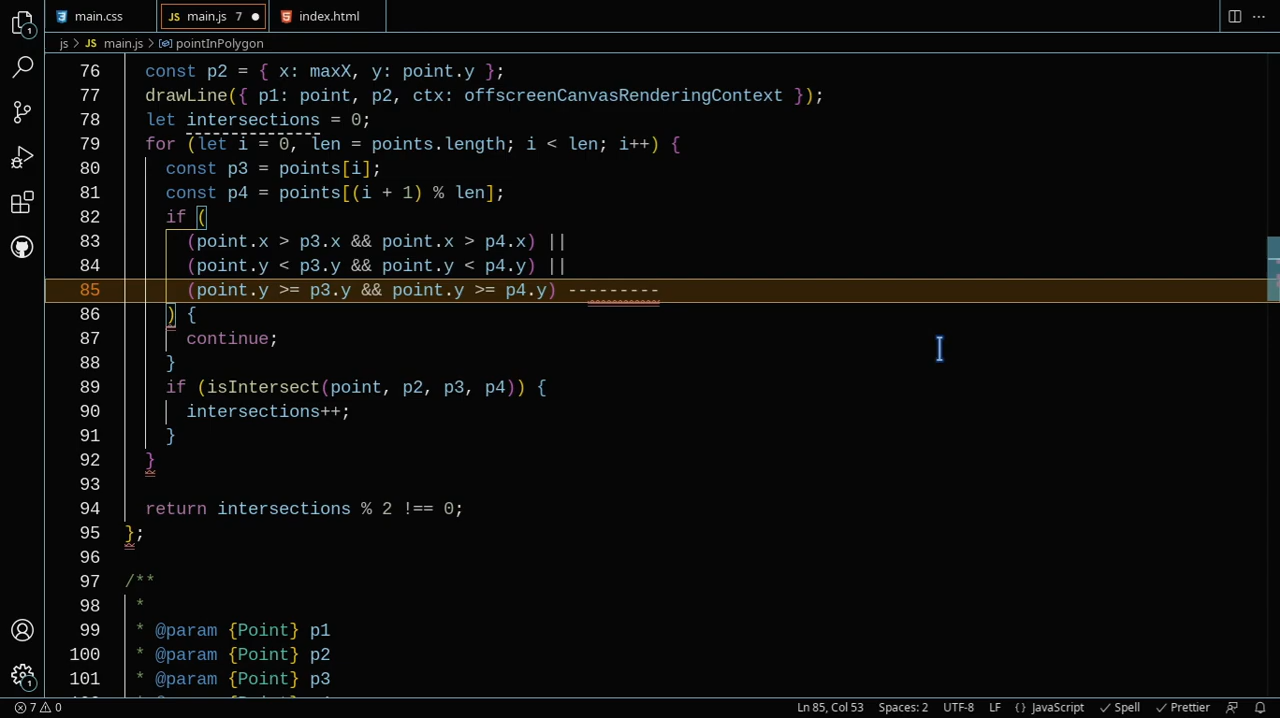 main.css
JS main.js 7
index.html
js > JS main.js > pointInPolygon
76 const p2 = { x: maxX, y: point.y };
77 drawLine({ p1: point, p2, ctx: offscreenCanvasRenderingContext });
78 let intersections = 0;
79 for (let i = 0, len = points.length; i < len; i++) {
80 const p3 = points[i];
81 const p4 = points[(i + 1) % len];
82 if (
83 (point.x > p3.x && point.x > p4.x) ||
84 (point.y < p3.y && point.y < p4.y) ||
85 (point.y >= p3.y && point.y >= p4.y) ---------
86 ) {
87 continue;
88 }
89 if (isIntersect(point, p2, p3, p4)) {
90 intersections++;
91 }
92 }
93
94 return intersections % 2 !== 0;
95 };
96
97 /**
98 *
99 * @param {Point} p1
100 * @param {Point} p2
101 * @param {Point} p3
1
1
7 0
Ln 85, Col 53
Spaces: 2
UTF-8
LF
{} JavaScript
Spell
Prettier